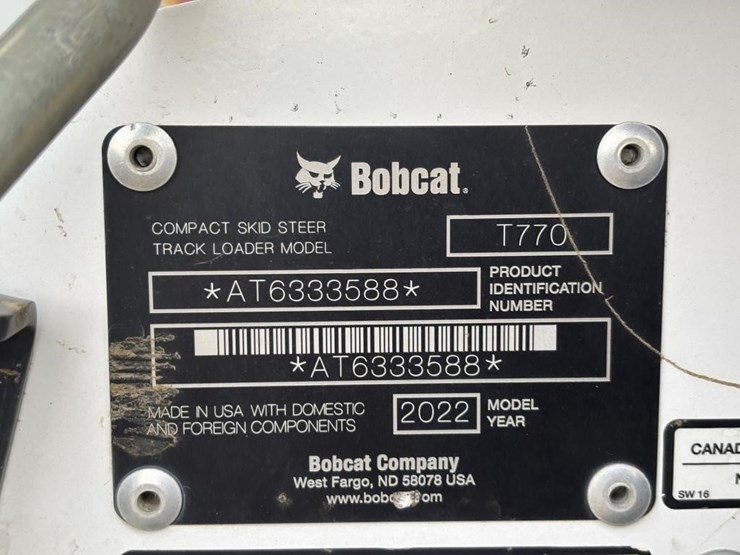 Bobcat.
COMPACT SKID STEER
TRACK LOADER MODEL
T770
*AT6333588*
PRODUCT
IDENTIFICATION
NUMBER
*AT6333588*
MADE IN USA WITH DOMESTIC
AND FOREIGN COMPONENTS
2022
MODEL
YEAR
Bobcat Company
West Fargo, ND 58078 USA
CANAD
SW 16